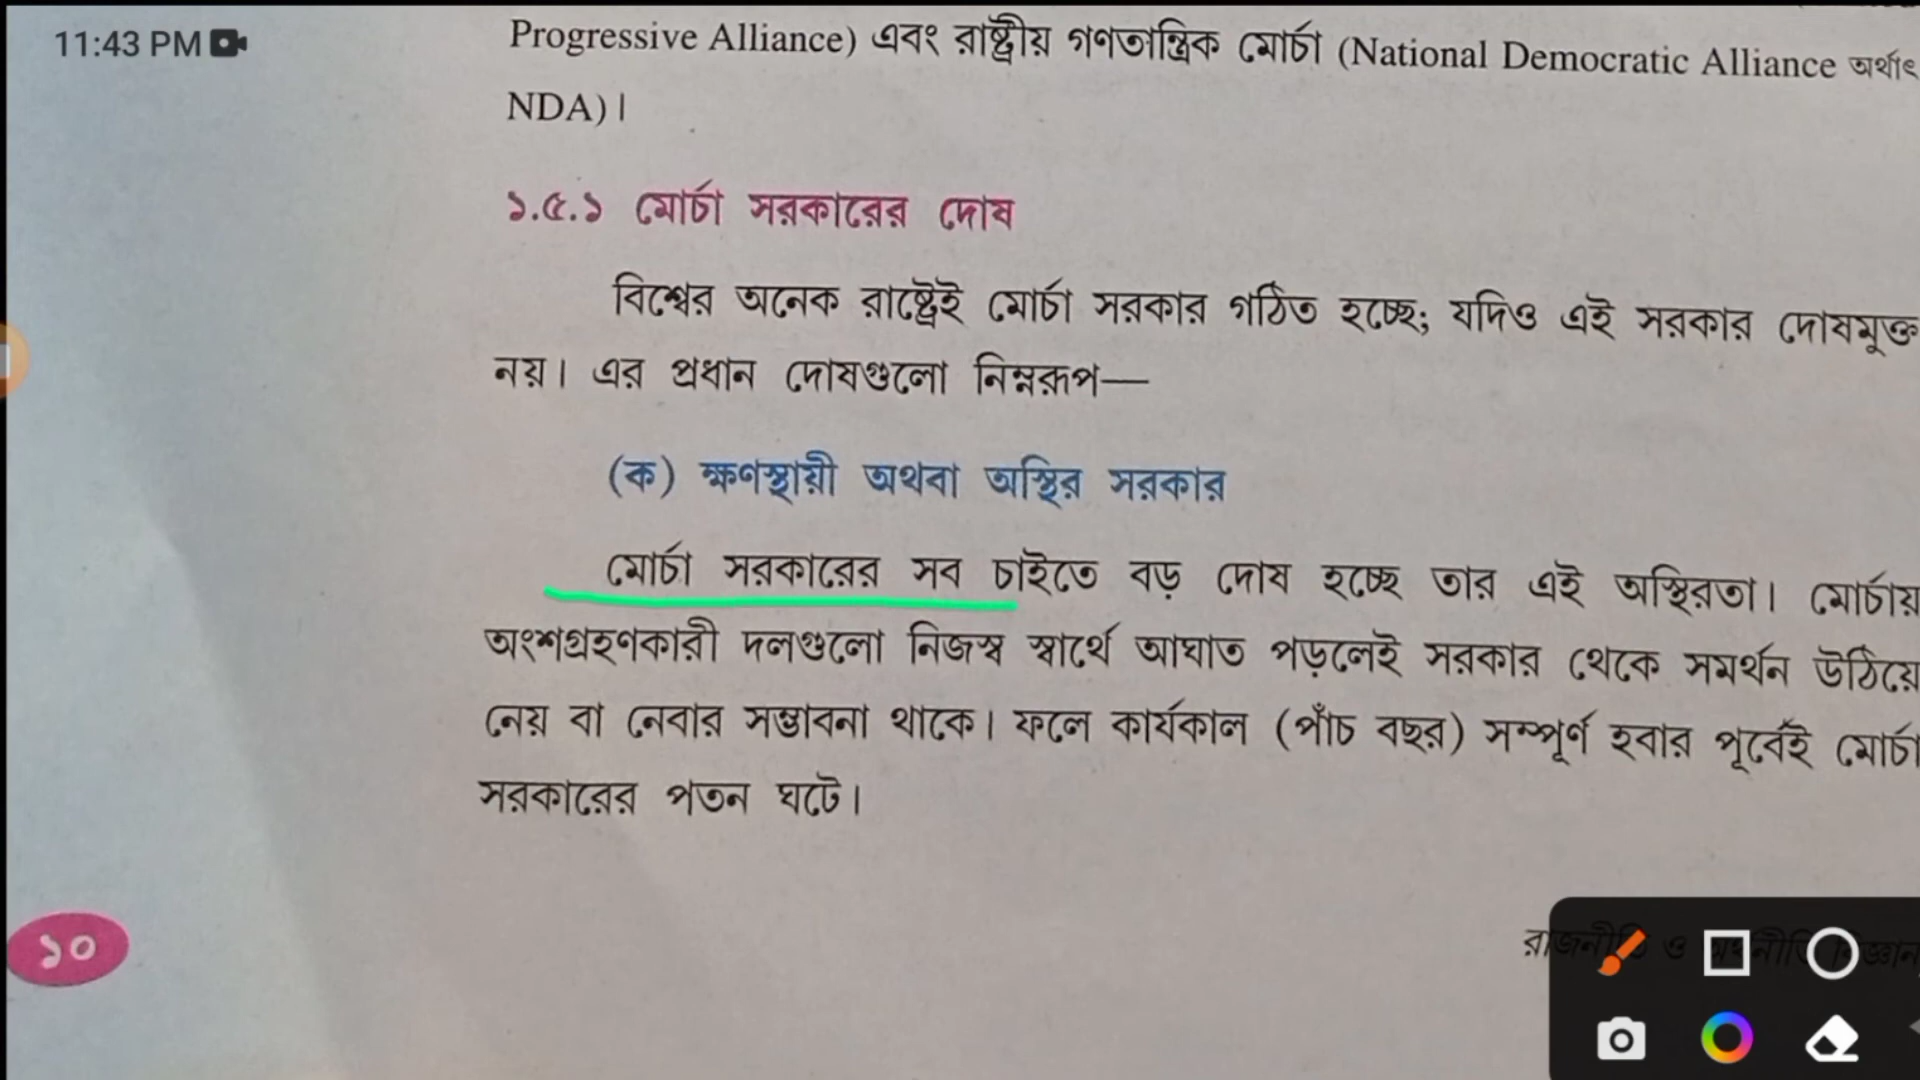 11:43 PM
Progressive Alliance) এবং রাষ্ট্রীয় গণতান্ত্রিক মোর্চা (National Democratic Alliance অর্থাৎ
NDA)।
১.৫.১ মোর্চা সরকারের দোষ
বিশ্বের অনেক রাষ্ট্রেই মোর্চা সরকার গঠিত হচ্ছে; যদিও এই সরকার দোষমুক্ত
নয়। এর প্রধান দোষগুলো নিম্নরূপ—
(ক) ক্ষণস্থায়ী অথবা অস্থির সরকার
মোর্চা সরকারের সব চাইতে বড় দোষ হচ্ছে তার এই অস্থিরতা। মোর্চায়
অংশগ্রহণকারী দলগুলো নিজস্ব স্বার্থে আঘাত পড়লেই সরকার থেকে সমর্থন উঠিয়ে
নেয় বা নেবার সম্ভাবনা থাকে। ফলে কার্যকাল (পাঁচ বছর) সম্পূর্ণ হবার পূর্বেই মোর্চা
সরকারের পতন ঘটে।
১০
রাজনীতি ও অর্থনীতি বিজ্ঞান